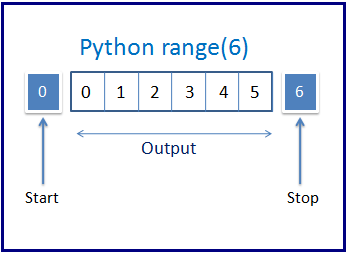 Python range(6)
0 0 1 2 3 4 5 6
Output
Start Stop